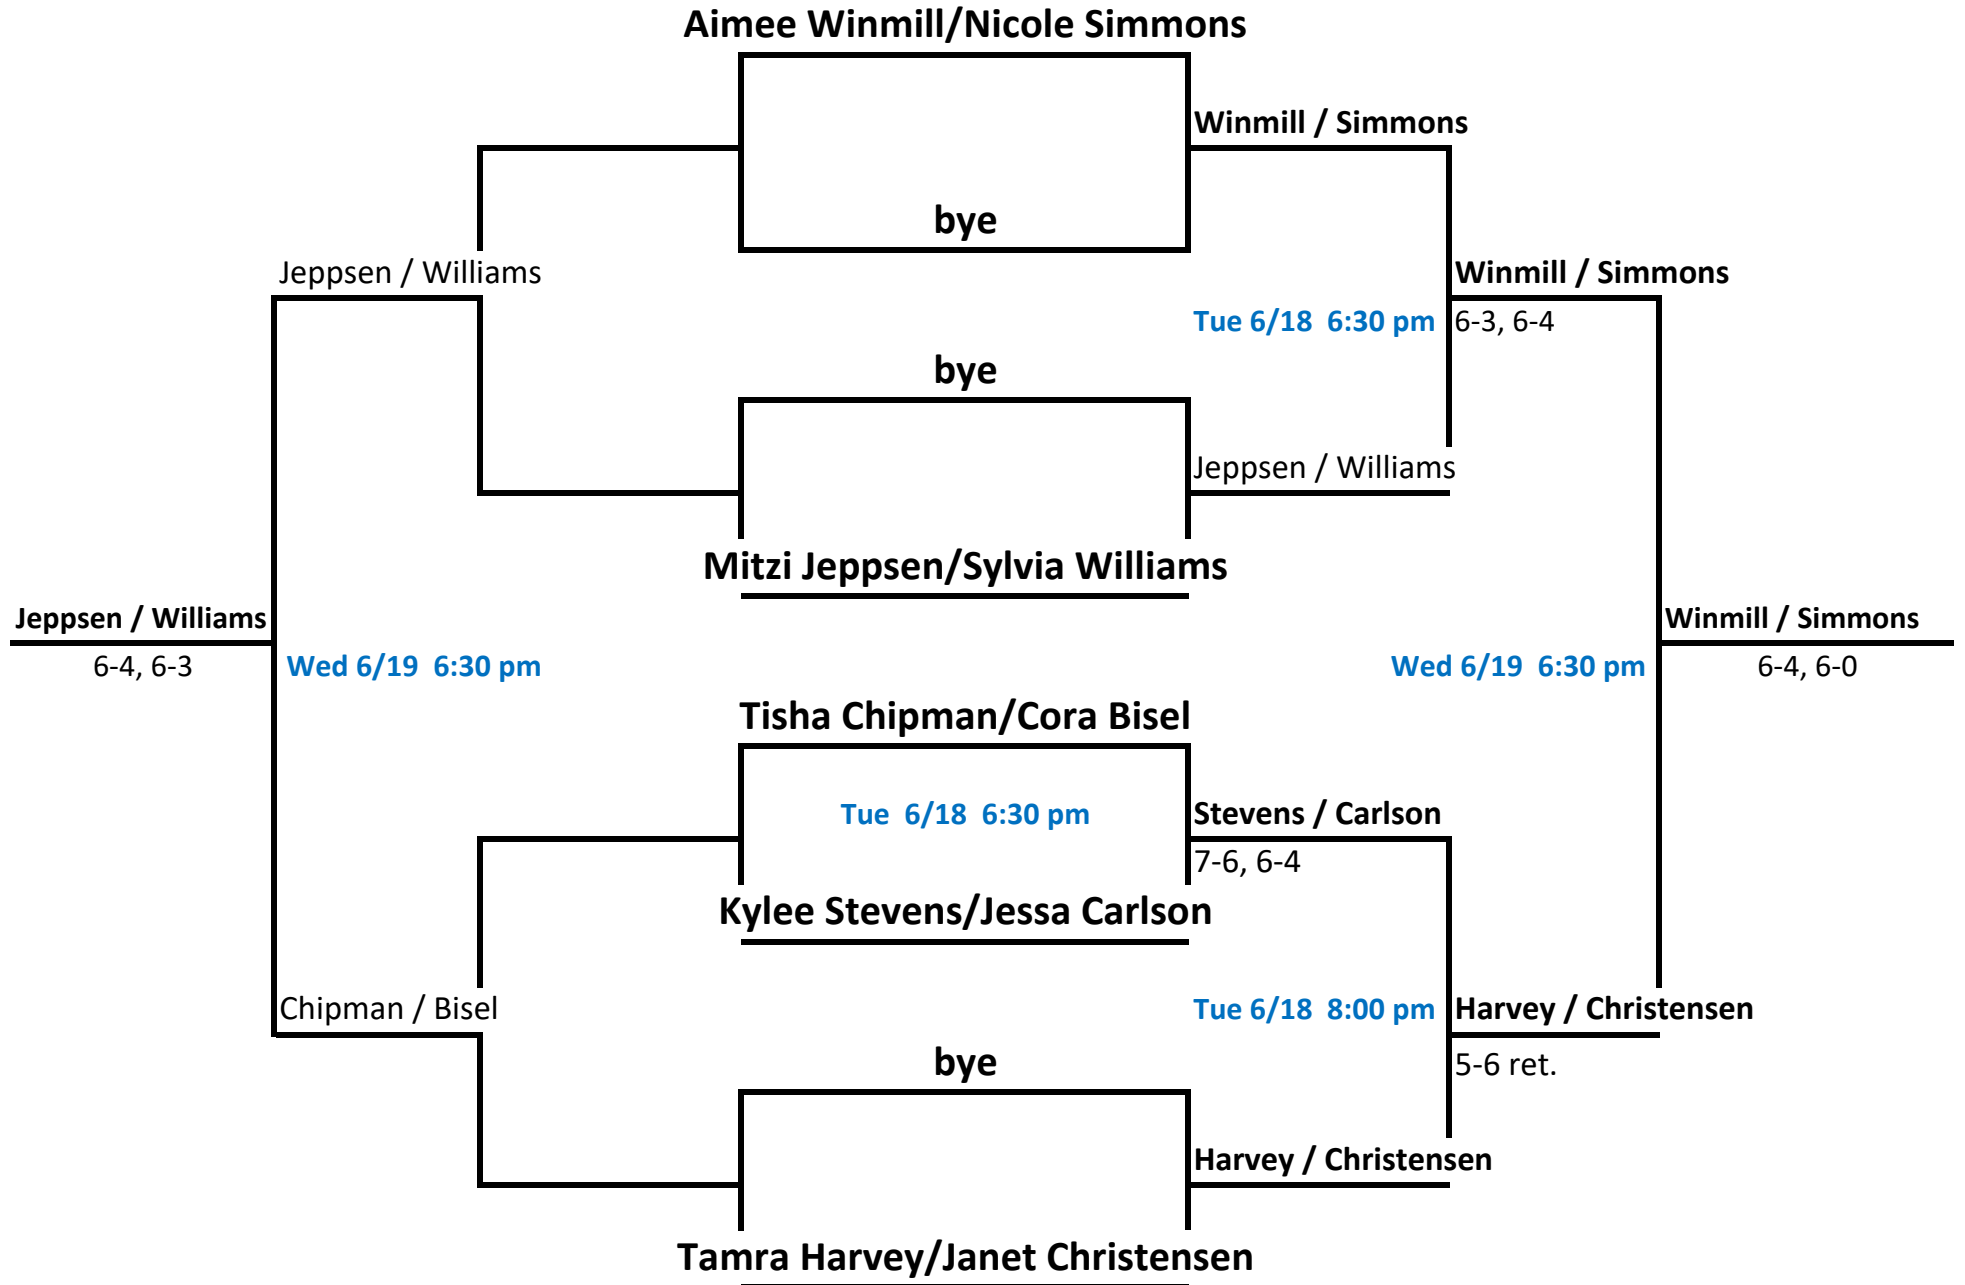 Aimee Winmill/Nicole Simmons
Winmill / Simmons
bye
Jeppsen / Williams
Winmill / Simmons
Tue 6/18  6:30 pm
6-3, 6-4
bye
Jeppsen / Williams
Mitzi Jeppsen/Sylvia Williams
Jeppsen / Williams
Winmill / Simmons
6-4, 6-3
Wed 6/19  6:30 pm
Wed 6/19  6:30 pm
6-4, 6-0
Tisha Chipman/Cora Bisel
Tue  6/18  6:30 pm
Stevens / Carlson
7-6, 6-4
Kylee Stevens/Jessa Carlson
Chipman / Bisel
Tue 6/18  8:00 pm
Harvey / Christensen
bye
5-6 ret.
Harvey / Christensen
Tamra Harvey/Janet Christensen